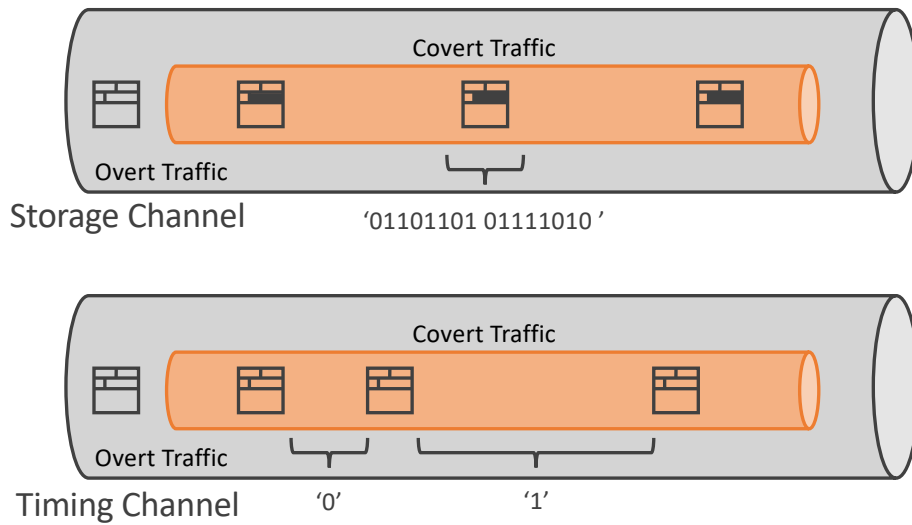 Covert Traffic
Overt Traffic
Storage Channel
‘01101101 01111010 ’
Covert Traffic
Overt Traffic
Timing Channel
‘0’
‘1’